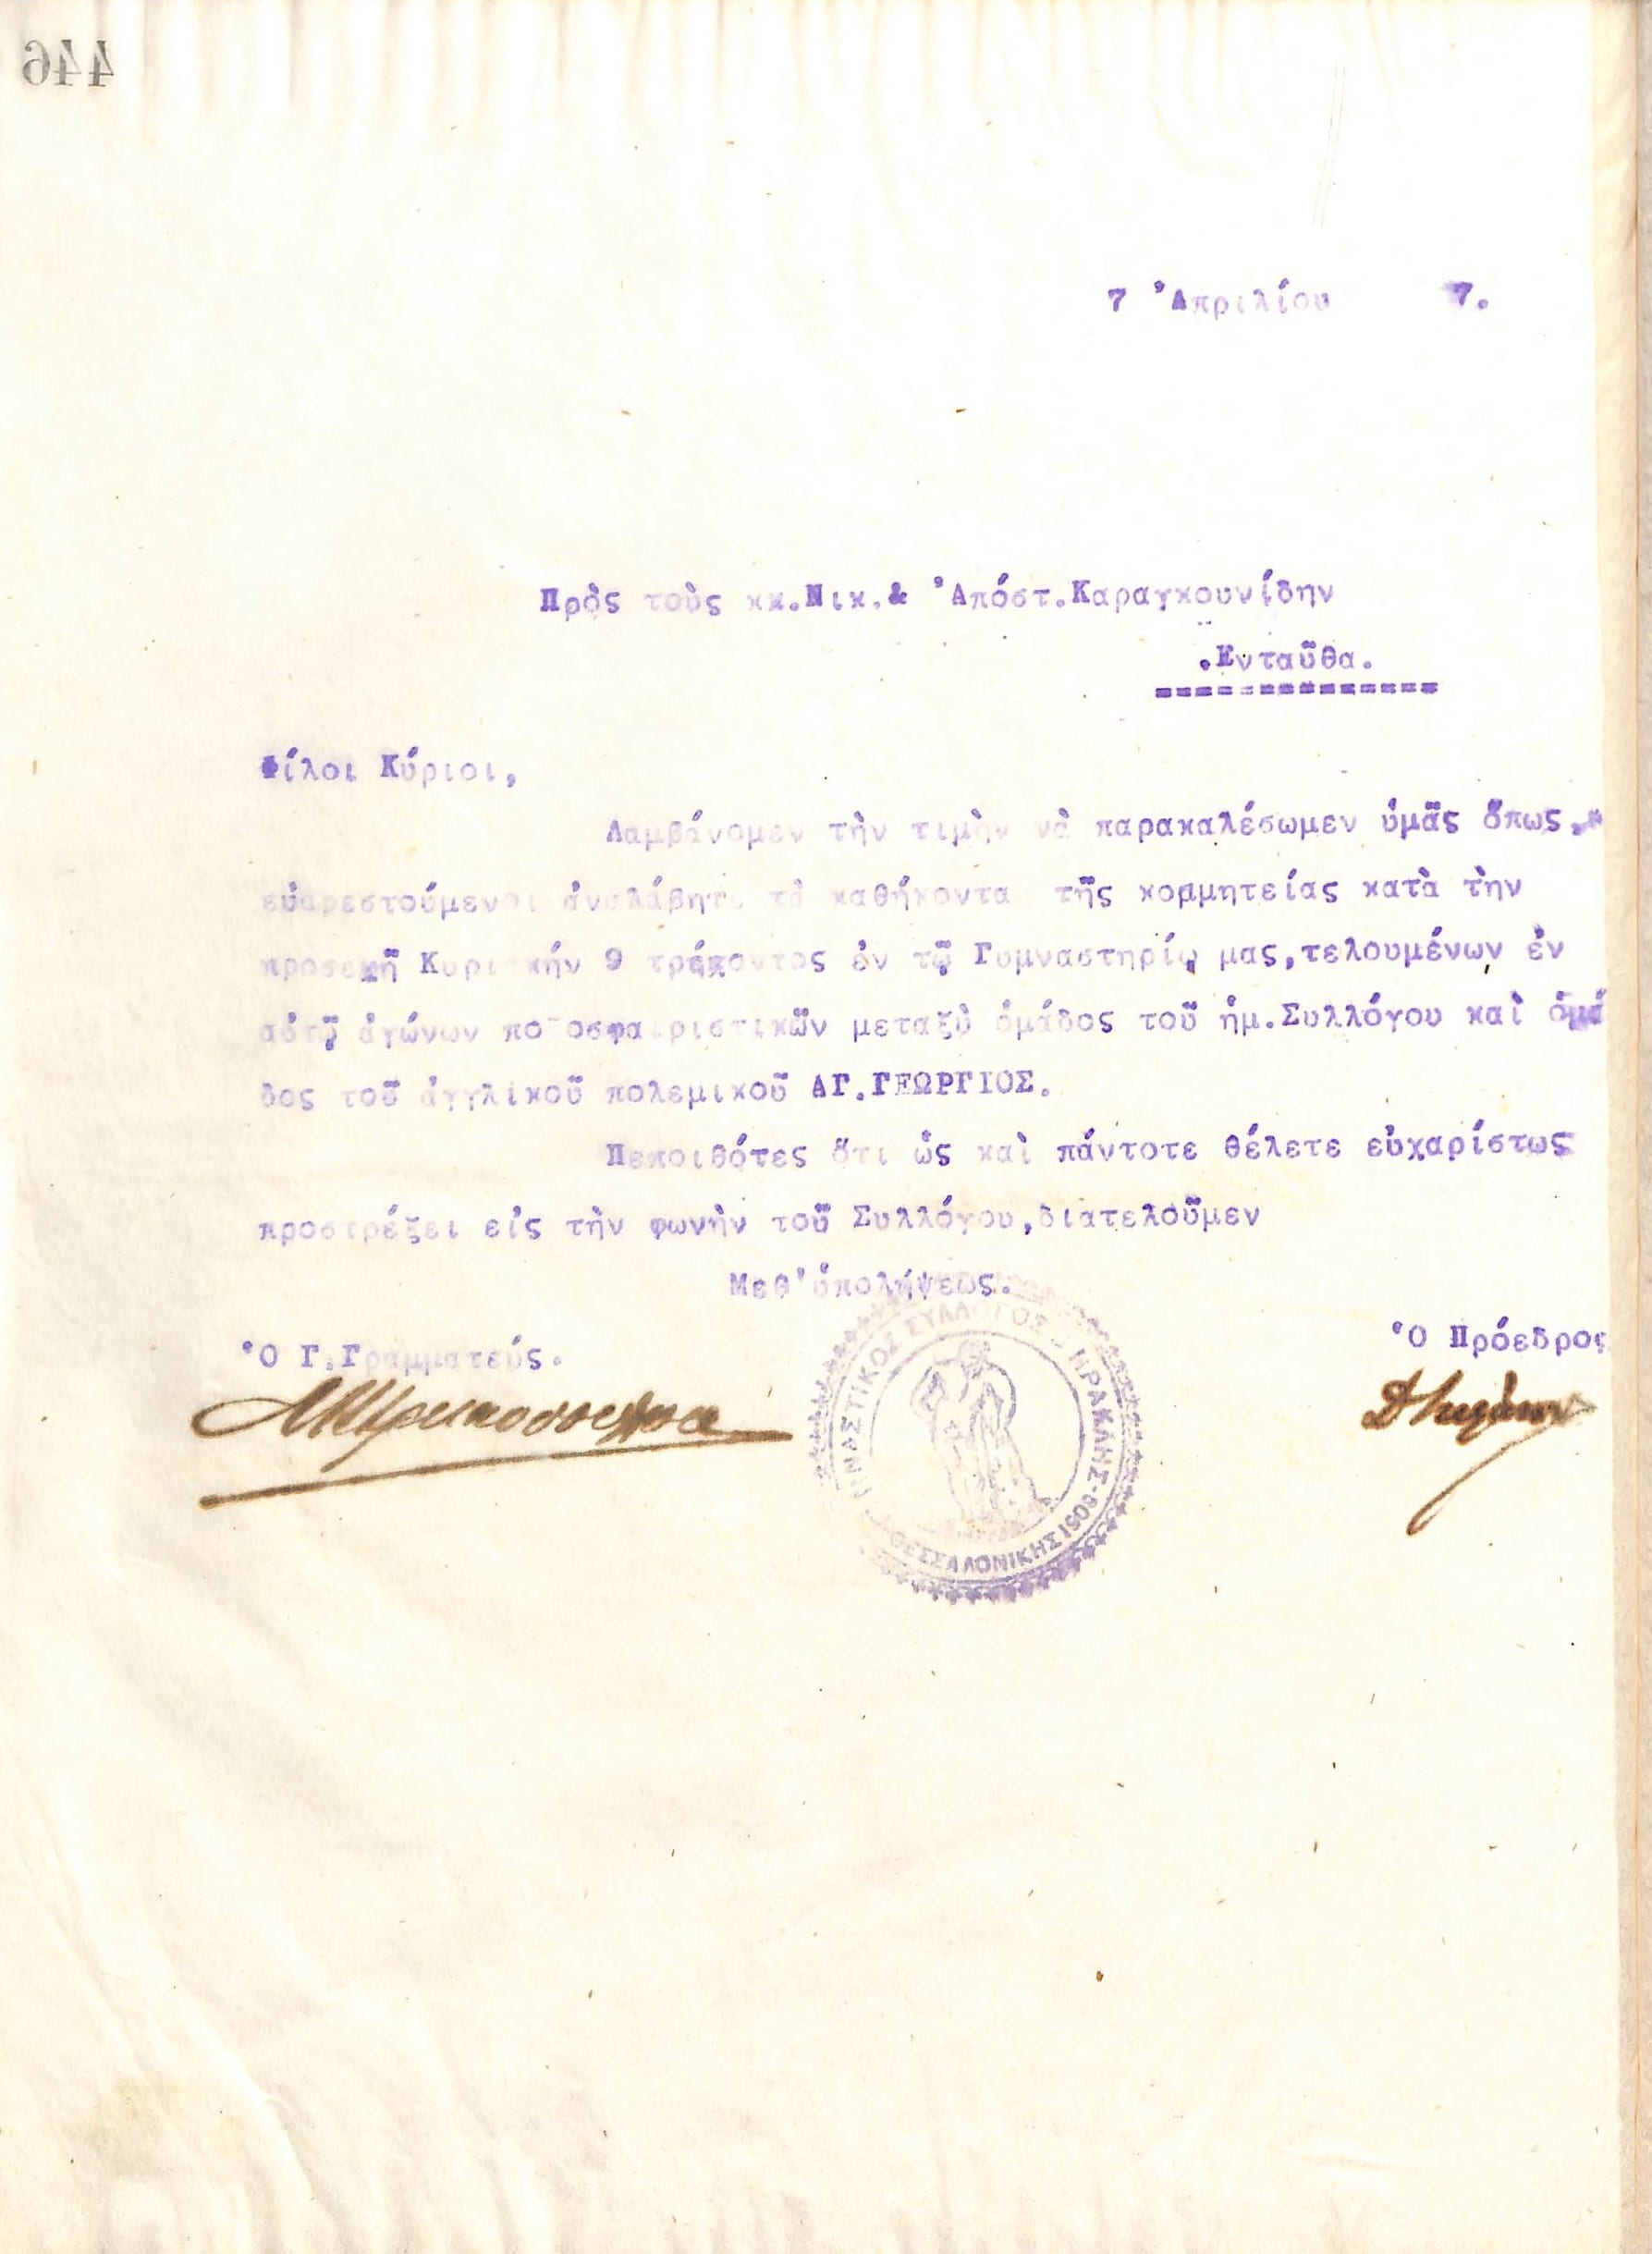 446
7 Ἀπριλίου 7.
Πρὸς τοὺς κκ.Νικ.& Ἀπόστ.Καραγκουνίδην
.Ενταῦθα.
Φίλοι Κύριοι,
Λαμβάνομεν τὴν τιμὴν νὰ παρακαλέσωμεν ὑμᾶς ὅπως,
εὐαρεστούμενοι ἀναλάβητε τὰ καθήκοντα τῆς κομμητείας κατὰ τὴν
προσεχῆ Κυριακήν 9 τρέχοντος ἐν τῷ Γυμναστηρίῳ μας,τελουμένων ἐν
αὐτῷ ἀγώνων ποδοσφαιριστικῶν μεταξὺ ὁμάδος τοῦ ἡμ.Συλλόγου καὶ ὁμά
δος τοῦ ἀγγλικοῦ πολεμικοῦ ΑΓ.ΓΕΩΡΓΙΟΣ.
Πεποιθότες ὅτι ὡς καὶ πάντοτε θέλετε εὐχαρίστως
προστρέξει εἰς τὴν φωνὴν τοῦ Συλλόγου,διατελοῦμεν
Μεθ'ὑπολήψεως.
Ὁ Γ.Γραμματεύς. Ὁ Πρόεδρος
ΓΥΜΝΑΣΤΙΚΟΣ ΣΥΛΛΟΓΟΣ "ΗΡΑΚΛΗΣ" ΘΕΣΣΑΛΟΝΙΚΗΣ 1908